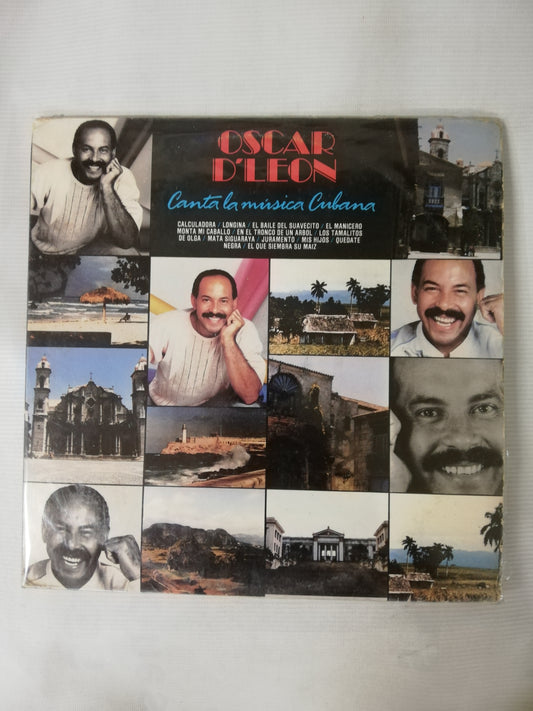 OSCAR
D'LEON
Canta la música Cubana
CALCULADORA / LONGINA / EL BAILE DEL SUAVECITO / EL MANICERO
MONTA MI CABALLO / EN EL TRONCO DE UN ARBOL / LOS TAMALITOS
DE OLGA / MATA SIGUARAYA / JURAMENTO / MIS HIJOS / QUEDATE
NEGRA / EL QUE SIEMBRA SU MAIZ